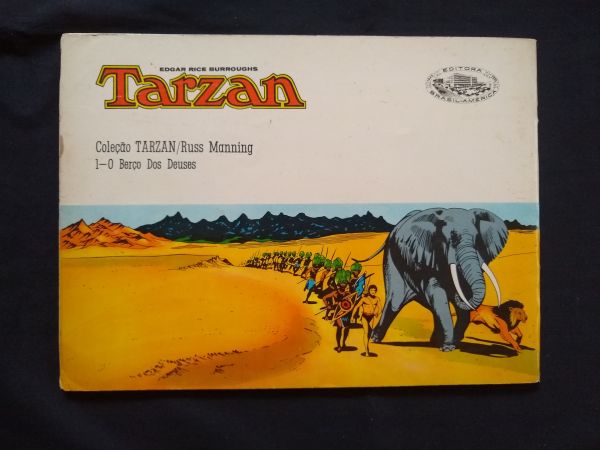 EDGAR RICE BURROUGHS
Tarzan
EDITORA
BRASIL-AMÉRICA
Coleção TARZAN/Russ Manning
1—O Berço Dos Deuses